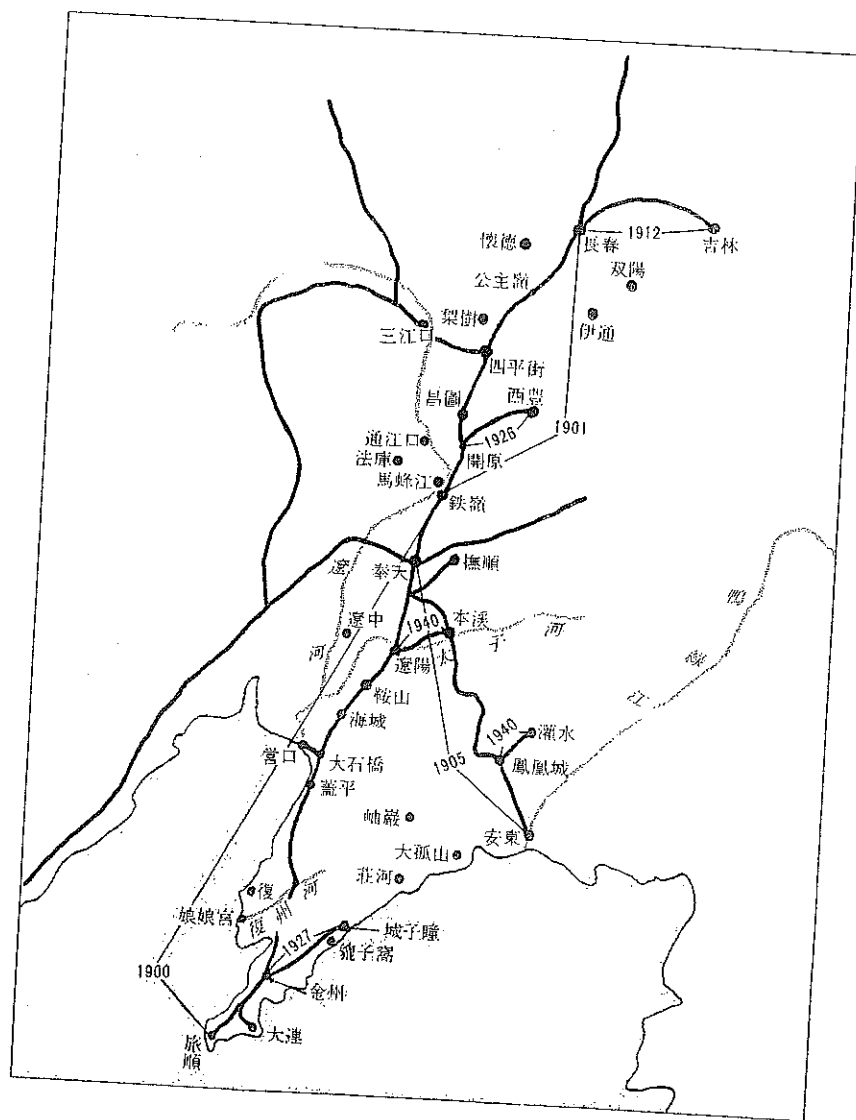 懐徳
長春
1912
吉林
公主嶺
双陽
梨樹
伊通
三江口
四平街
昌圖
西豊
1926
1901
通江口
開原
法庫
馬蜂江
鉄嶺
奉天
撫順
遼河
遼中
1940
本渓
太子河
鴨緑江
遼陽
鞍山
海城
1940
灌水
営口
大石橋
鳳凰城
1905
蓋平
岫巌
安東
大孤山
荘河
復
娘娘宮
復州河
1927
城子疃
貔子窩
1900
金州
大連
旅順